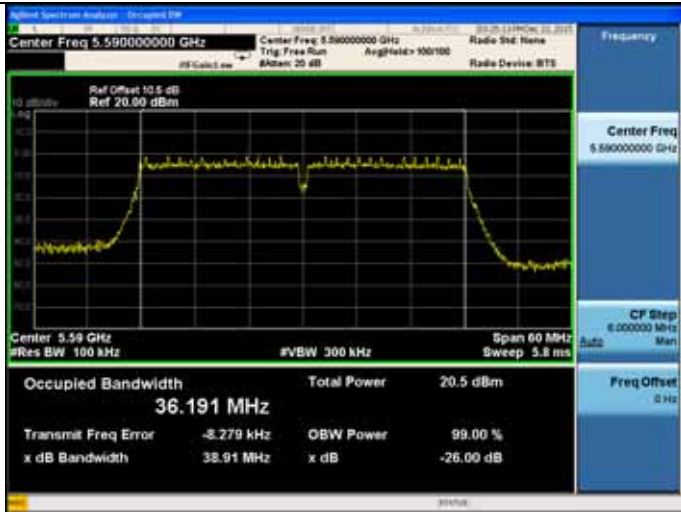 Agilent Spectrum Analyzer - Occupied BW
Center Freq 5.590000000 GHz
Center Freq: 5.590000000 GHz
Trig: Free Run
Avg|Hold:> 100/100
#IFGain:Low
#Atten: 20 dB
Radio Std: None
Radio Device: BTS
Ref Offset 10.5 dB
10 dB/div
Ref 20.00 dBm
Log
Center 5.59 GHz
Span 60 MHz
#Res BW 100 kHz
#VBW 300 kHz
Sweep 5.8 ms
Occupied Bandwidth
Total Power
20.5 dBm
36.191 MHz
Transmit Freq Error
-8.279 kHz
OBW Power
99.00 %
x dB Bandwidth
38.91 MHz
x dB
-26.00 dB
Frequency
Center Freq
5.590000000 GHz
CF Step
6.000000 MHz
Auto
Man
Freq Offset
0 Hz
MSG
STATUS